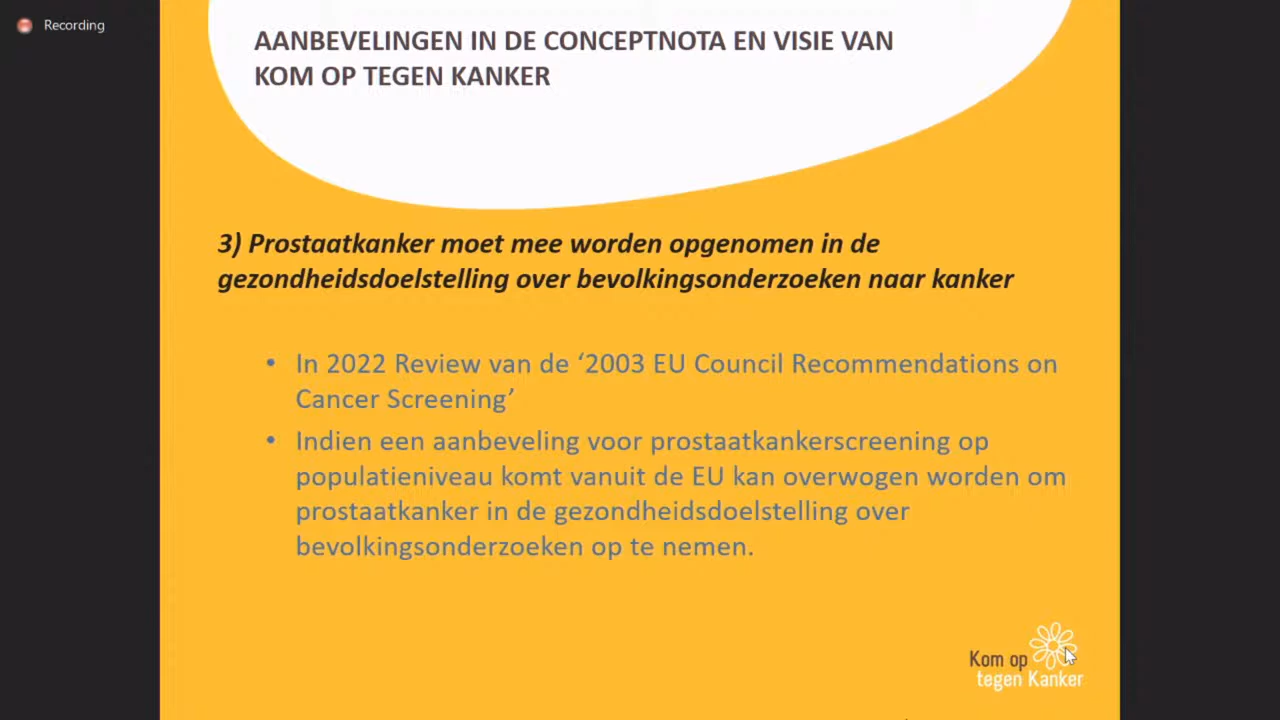 Recording
AANBEVELINGEN IN DE CONCEPTNOTA EN VISIE VAN
KOM OP TEGEN KANKER
3) Prostaatkanker moet mee worden opgenomen in de
gezondheidsdoelstelling over bevolkingsonderzoeken naar kanker
• In 2022 Review van de ‘2003 EU Council Recommendations on
Cancer Screening’
• Indien een aanbeveling voor prostaatkankerscreening op
populatieniveau komt vanuit de EU kan overwogen worden om
prostaatkanker in de gezondheidsdoelstelling over
bevolkingsonderzoeken op te nemen.
Kom op
tegen Kanker